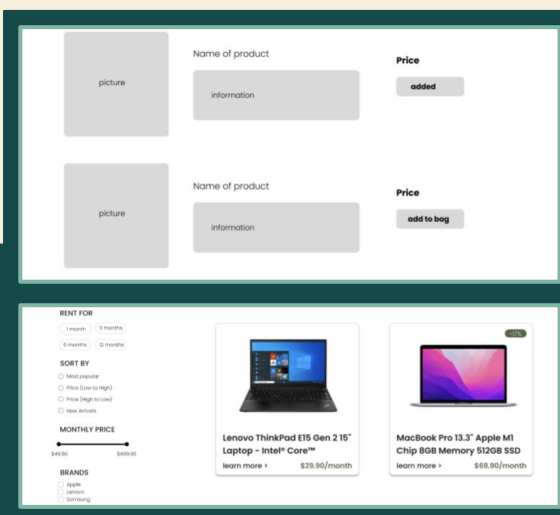 Name of product
Price
picture
information
added
Name of product
Price
picture
information
add to bag
RENT FOR
1 month
3 months
6 months
12 months
SORT BY
Most popular
Price (Low to High)
Price (High to Low)
New Arrivals
MONTHLY PRICE
$49.90
$409.90
BRANDS
Apple
Lenovo
Samsung
Lenovo ThinkPad E15 Gen 2 15"
Laptop - Intel® Core™
learn more >
$29.90/month
-17%
MacBook Pro 13.3" Apple M1
Chip 8GB Memory 512GB SSD
learn more >
$69.90/month